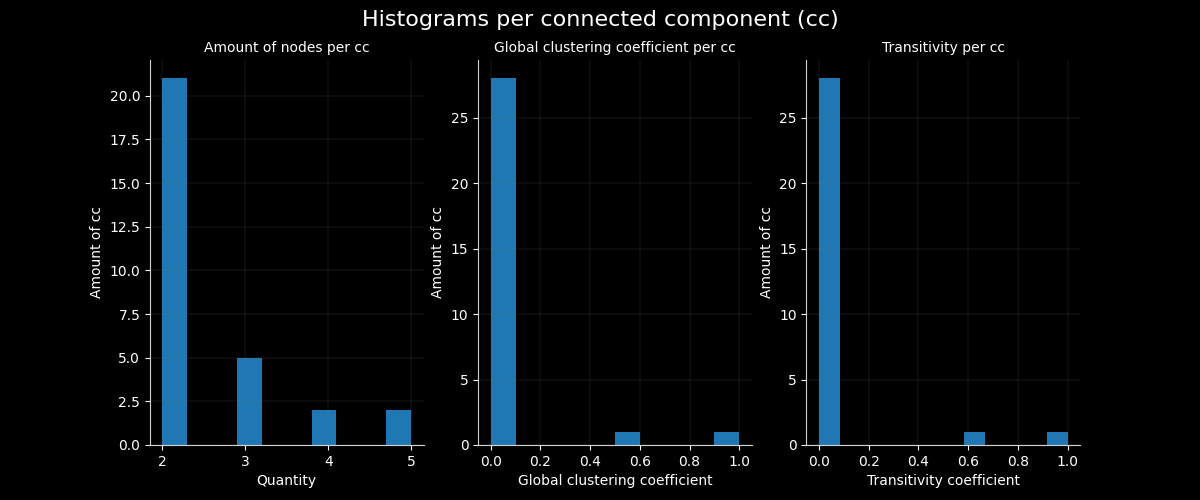 Histograms per connected component (cc)
Amount of nodes per cc
Amount of cc
20.0
17.5
15.0
12.5
10.0
7.5
5.0
2.5
0.0
2 3 4 5
Quantity
Global clustering coefficient per cc
Amount of cc
25
20
15
10
5
0
0.0 0.2 0.4 0.6 0.8 1.0
Global clustering coefficient
Transitivity per cc
Amount of cc
25
20
15
10
5
0
0.0 0.2 0.4 0.6 0.8 1.0
Transitivity coefficient